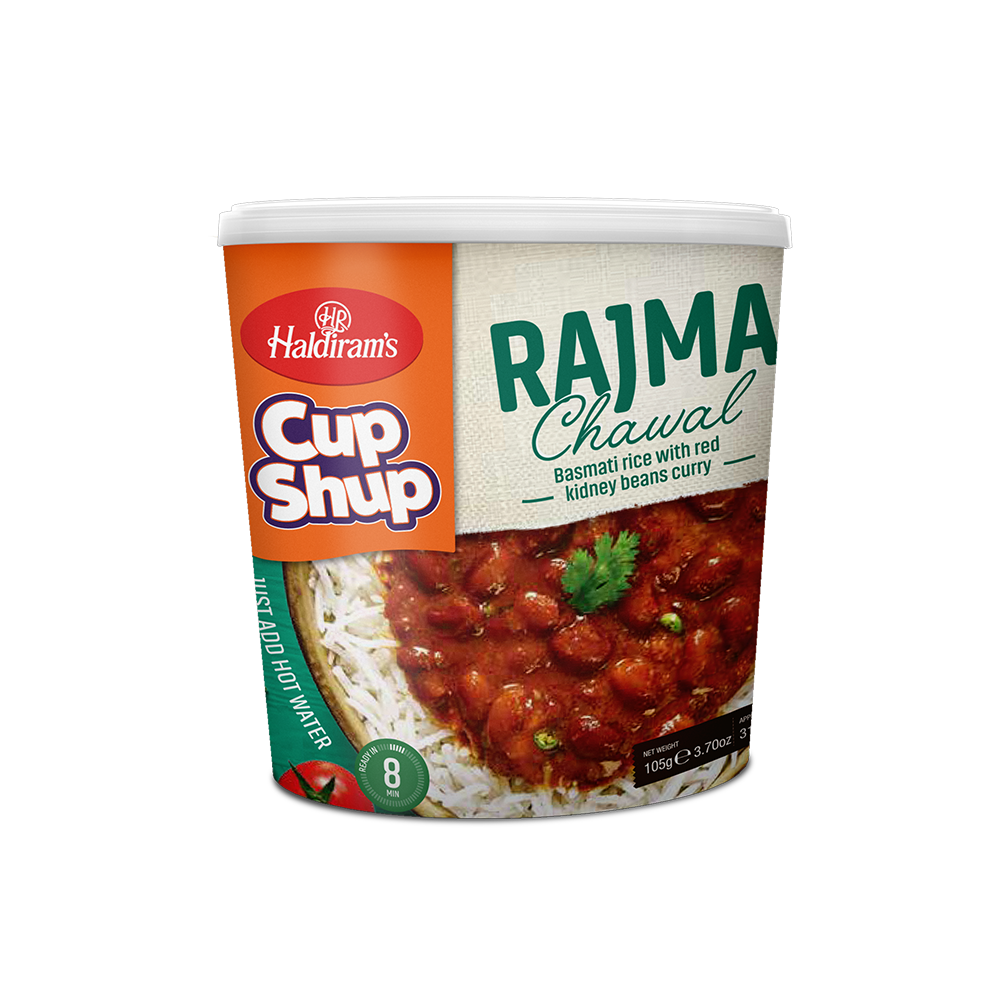 HR
Haldiram's
Cup
Shup
RAJMA
Chawal
Basmati rice with red
kidney beans curry
JUST ADD HOT WATER
READY IN
8
MIN
NET WEIGHT
105g ℮ 3.70oz